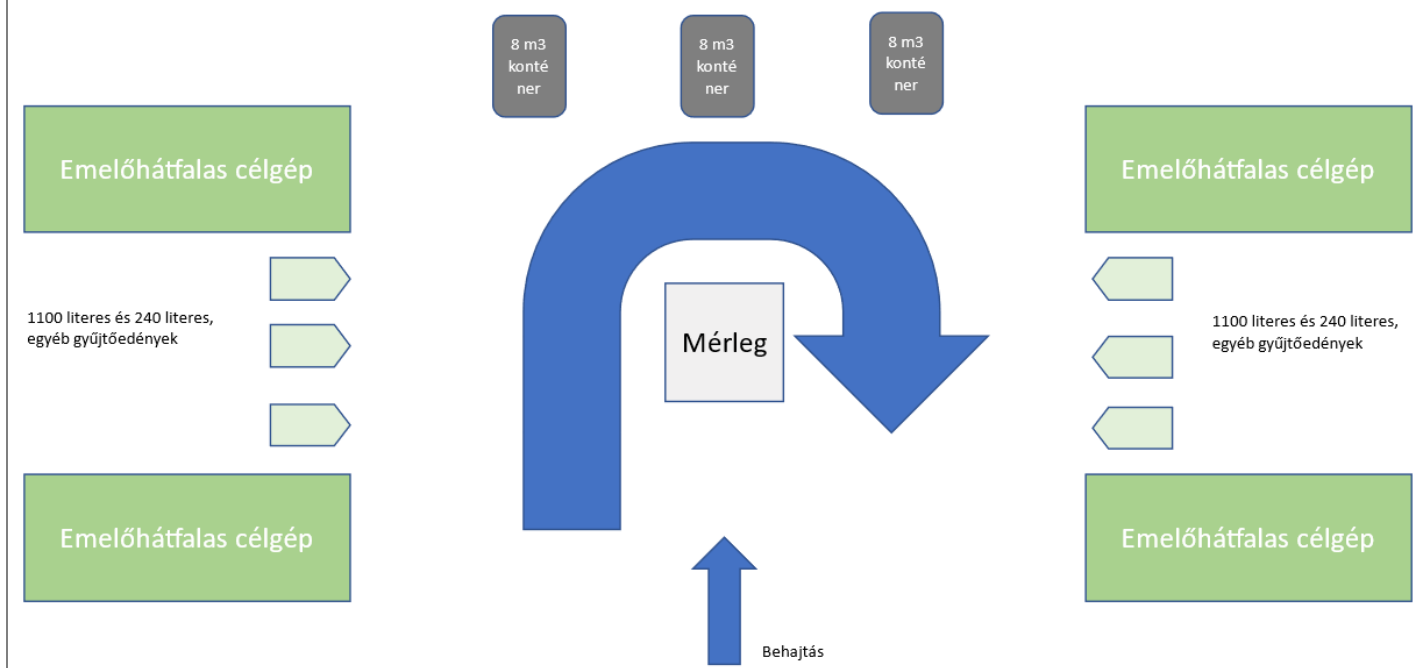 8 m3
konté
ner
8 m3
konté
ner
8 m3
konté
ner
Emelőhátfalas célgép
Emelőhátfalas célgép
1100 literes és 240 literes,
egyéb gyűjtőedények
Mérleg
1100 literes és 240 literes,
egyéb gyűjtőedények
Emelőhátfalas célgép
Emelőhátfalas célgép
Behajtás